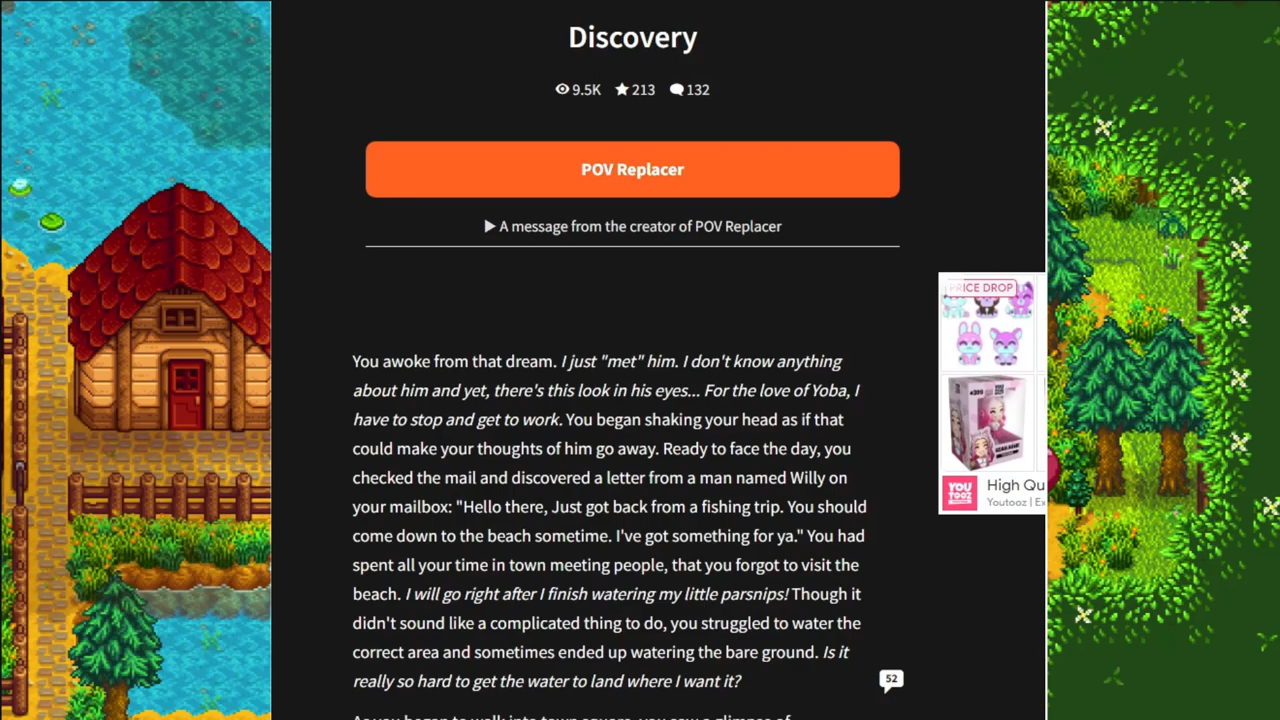 Discovery
9.5K 213 132
POV Replacer
A message from the creator of POV Replacer
PRICE DROP
You awoke from that dream. I just "met" him. I don't know anything
about him and yet, there's this look in his eyes... For the love of Yoba, I
have to stop and get to work. You began shaking your head as if that
could make your thoughts of him go away. Ready to face the day, you
checked the mail and discovered a letter from a man named Willy on
your mailbox: "Hello there, Just got back from a fishing trip. You should
come down to the beach sometime. I've got something for ya." You had
spent all your time in town meeting people, that you forgot to visit the
beach. I will go right after I finish watering my little parsnips! Though it
didn't sound like a complicated thing to do, you struggled to water the
correct area and sometimes ended up watering the bare ground. Is it
really so hard to get the water to land where I want it?
52
YOU
TOOZ
High Qu
Youtooz | Ex